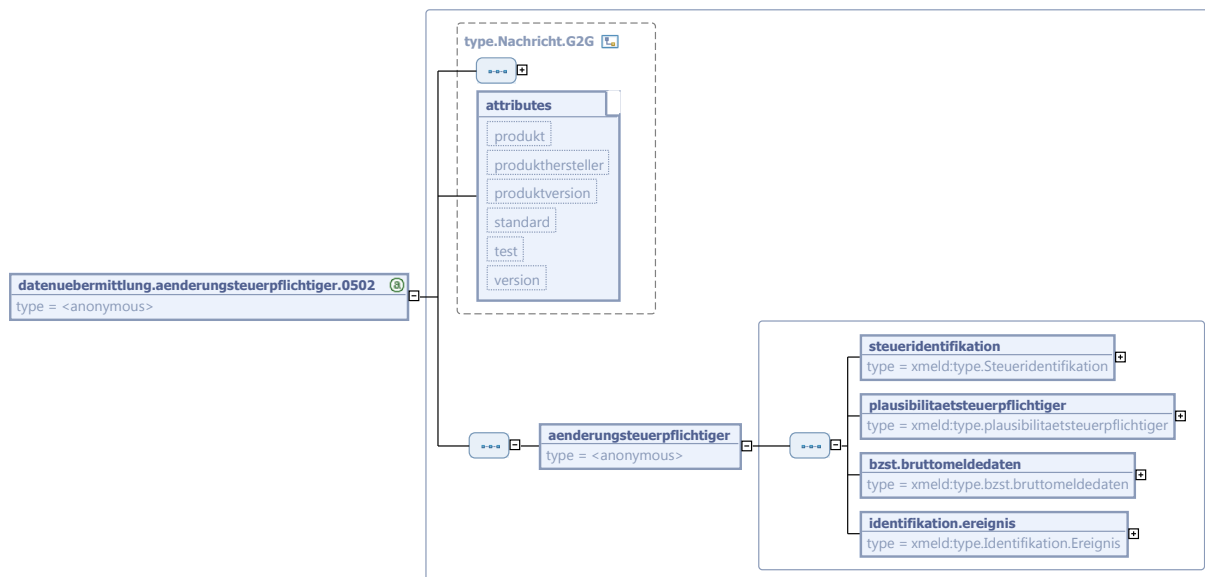 type.Nachricht.G2G
attributes
produkt
produkthersteller
produktversion
standard
test
version
datenuebermittlung.aenderungsteuerpflichtiger.0502 a
type = <anonymous>
steueridentifikation
type = xmeld:type.Steueridentifikation
plausibilitaetsteuerpflichtiger
type = xmeld:type.plausibilitaetsteuerpflichtiger
aenderungsteuerpflichtiger
type = <anonymous>
bzst.bruttomeldedaten
type = xmeld:type.bzst.bruttomeldedaten
identifikation.ereignis
type = xmeld:type.Identifikation.Ereignis